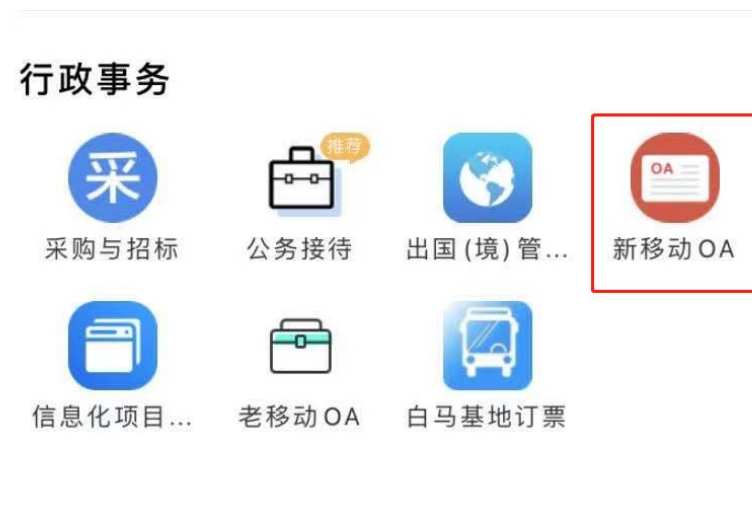 行政事务
采
推荐
OA
采购与招标
公务接待
出国(境)管...
新移动OA
信息化项目...
老移动OA
白马基地订票